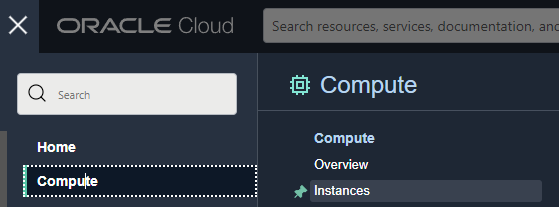 ORACLE Cloud
Search resources, services, documentation, and
Search
Home
Compute
Compute
Compute
Overview
Instances